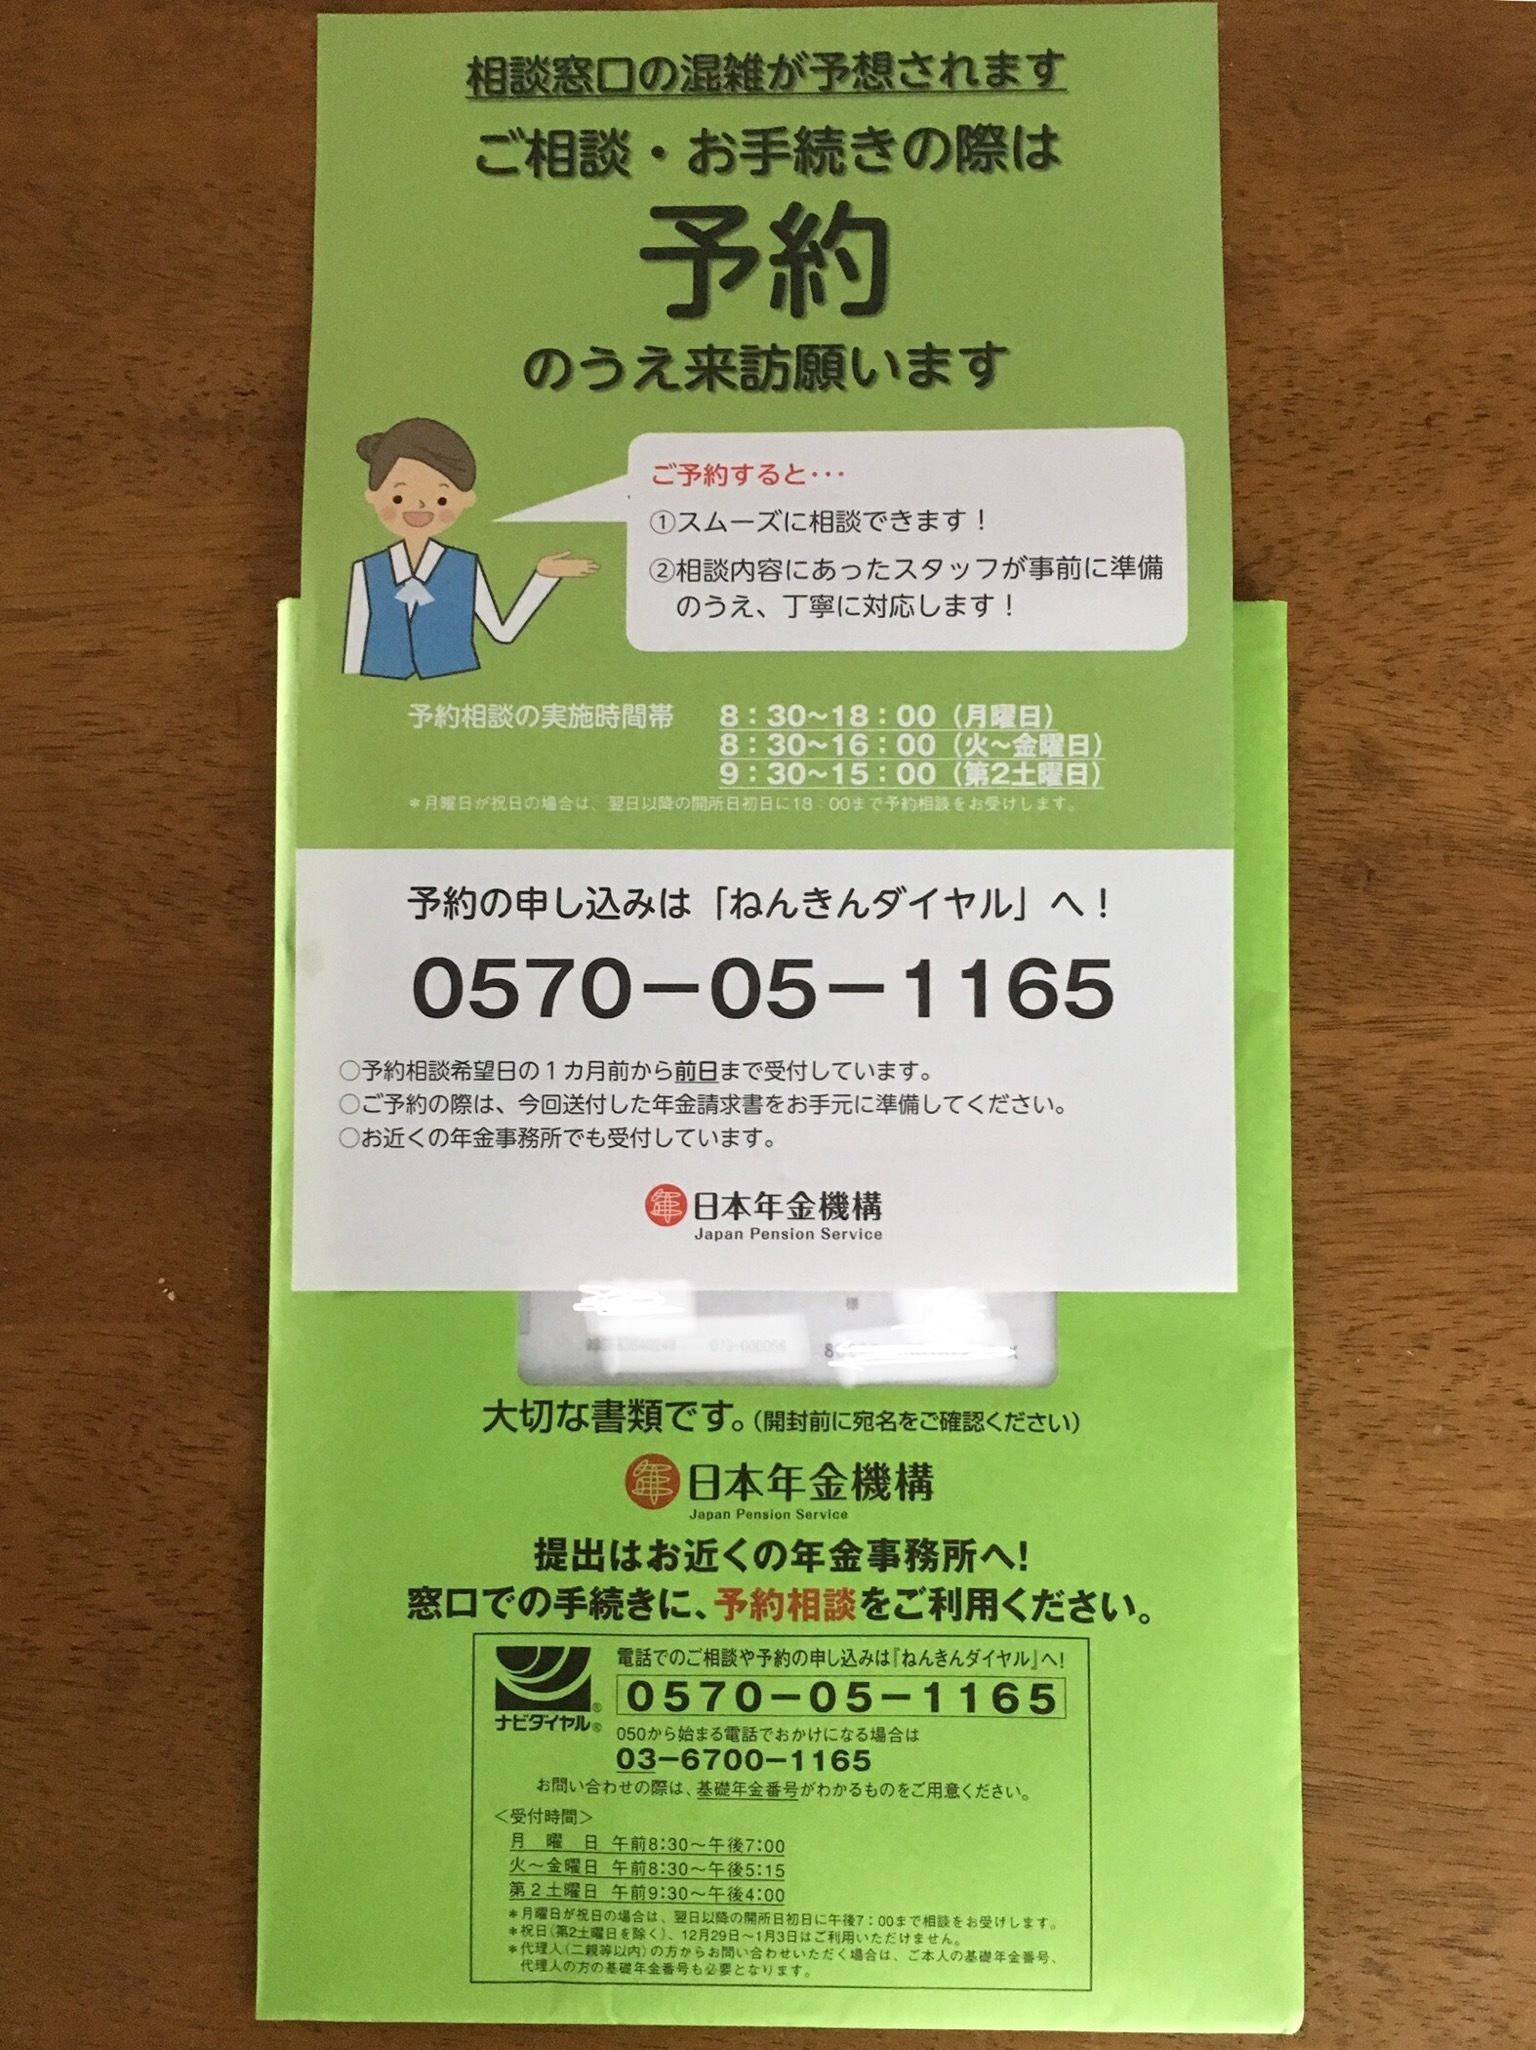 相談窓口の混雑が予想されます
ご相談・お手続きの際は
予約
のうえ来訪願います
ご予約すると･･･
①スムーズに相談できます！
②相談内容にあったスタッフが事前に準備
のうえ、丁寧に対応します！
予約相談の実施時間帯 8：30～18：00（月曜日）
8：30～16：00（火～金曜日）
9：30～15：00（第2土曜日）
＊月曜日が祝日の場合は、翌日以降の開所日初日に18：00まで予約相談をお受けします。
予約の申し込みは「ねんきんダイヤル」へ！
0570－05－1165
○予約相談希望日の１カ月前から前日まで受付しています。
○ご予約の際は、今回送付した年金請求書をお手元に準備してください。
○お近くの年金事務所でも受付しています。
年 日本年金機構
Japan Pension Service
様
大切な書類です。（開封前に宛名をご確認ください）
年 日本年金機構
Japan Pension Service
提出はお近くの年金事務所へ！
窓口での手続きに、予約相談をご利用ください。
電話でのご相談や予約の申し込みは『ねんきんダイヤル』へ！
0570－05－1165
ナビダイヤル®
050から始まる電話でおかけになる場合は
03－6700－1165
お問い合わせの際は、基礎年金番号がわかるものをご用意ください。
＜受付時間＞
月　曜　日 午前8：30～午後7：00
火～金曜日 午前8：30～午後5：15
第２土曜日 午前9：30～午後4：00
＊月曜日が祝日の場合は、翌日以降の開所日初日に午後7：00まで相談をお受けします。
＊祝日（第2土曜日を除く）、12月29日～1月3日はご利用いただけません。
＊代理人（二親等以内）の方からお問い合わせいただく場合は、ご本人の基礎年金番号、
代理人の方の基礎年金番号も必要となります。